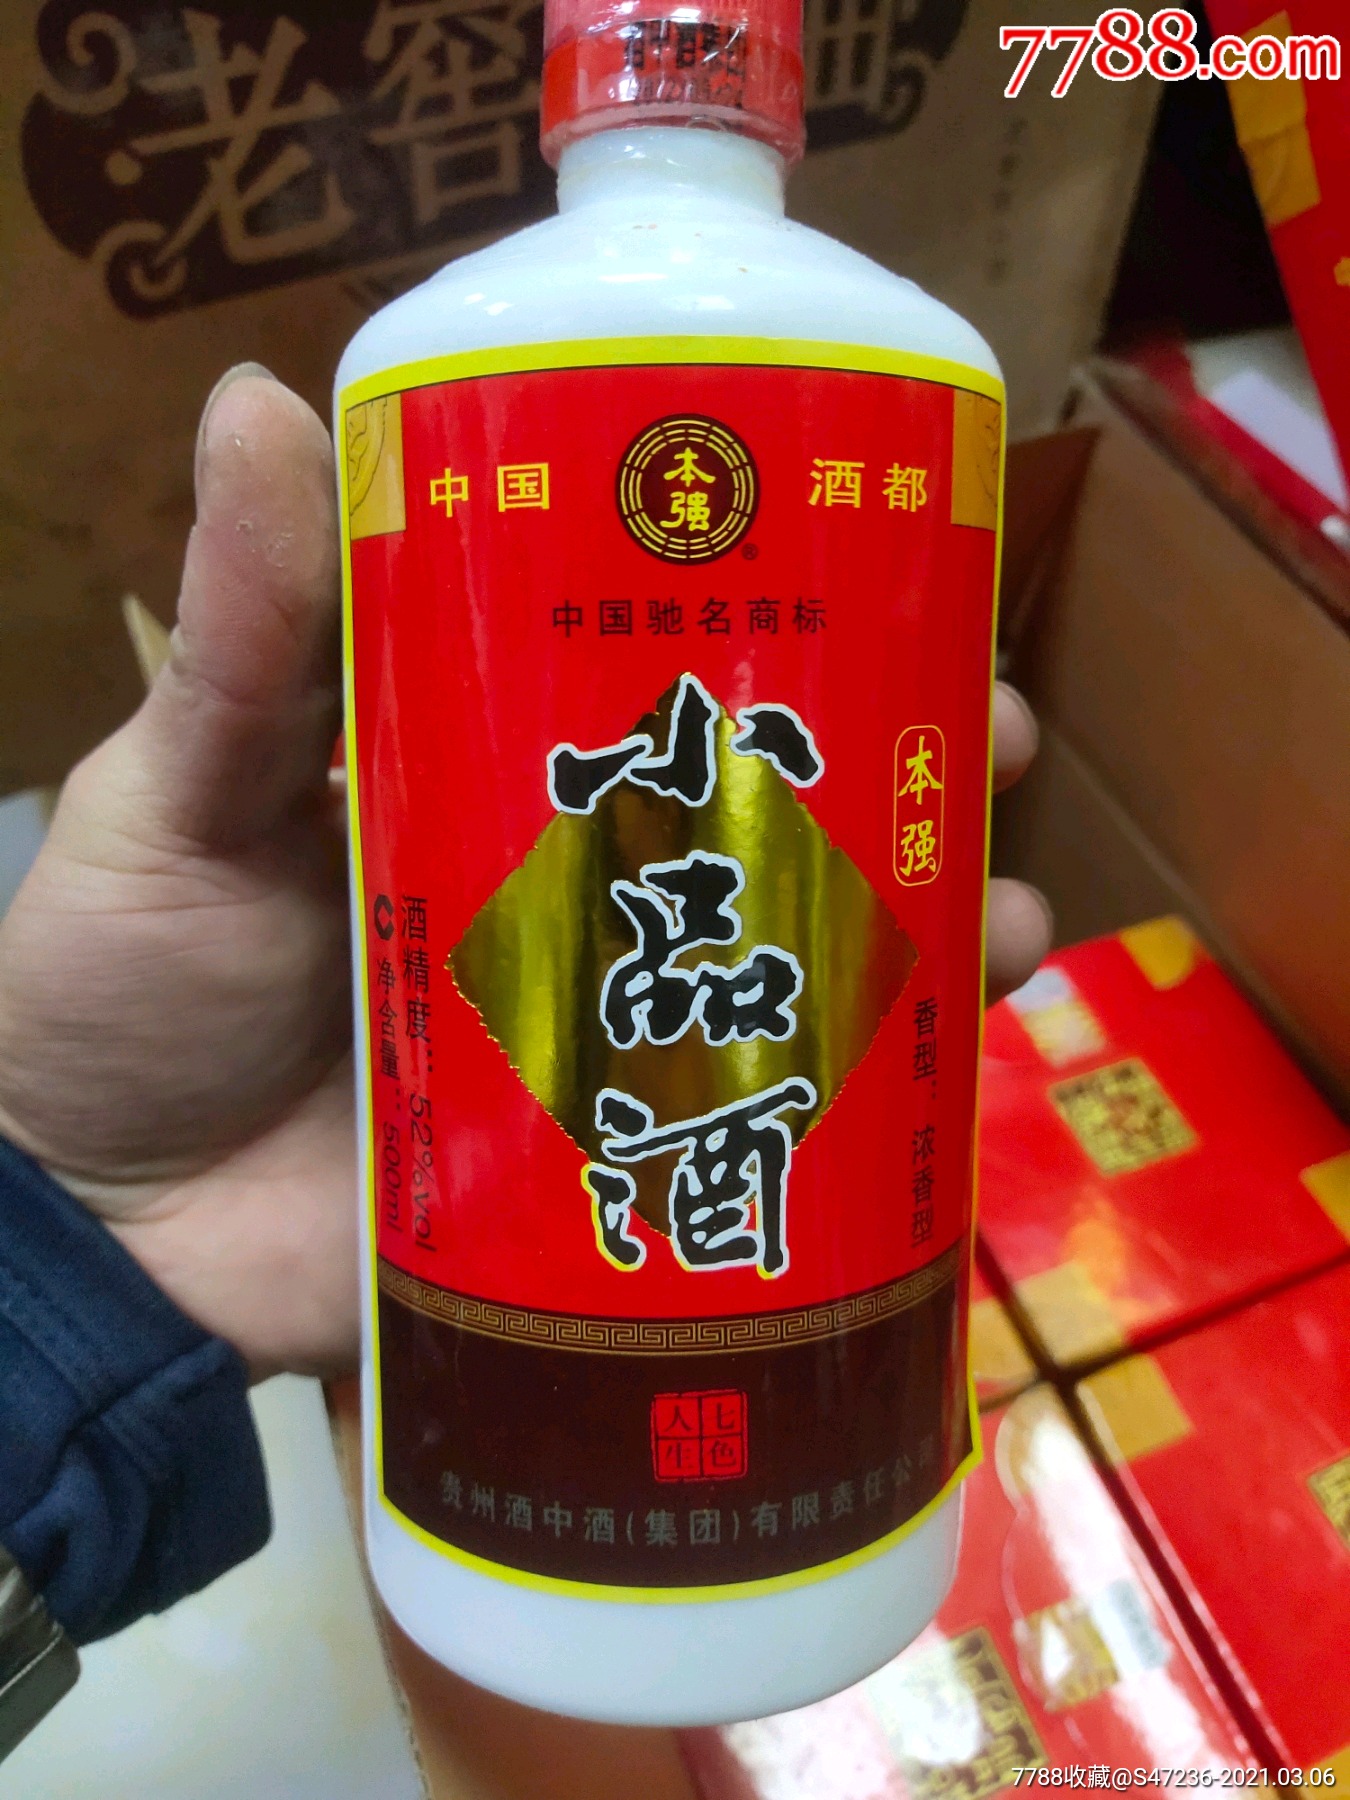 7788.com
老窖
中国
本强
®
酒都
中国驰名商标
小品酒
本强
香型：浓香型
酒精度：52%vol
净含量：500ml
七色人生
贵州酒中酒(集团)有限责任公司
7788收藏@S47236-2021.03.06